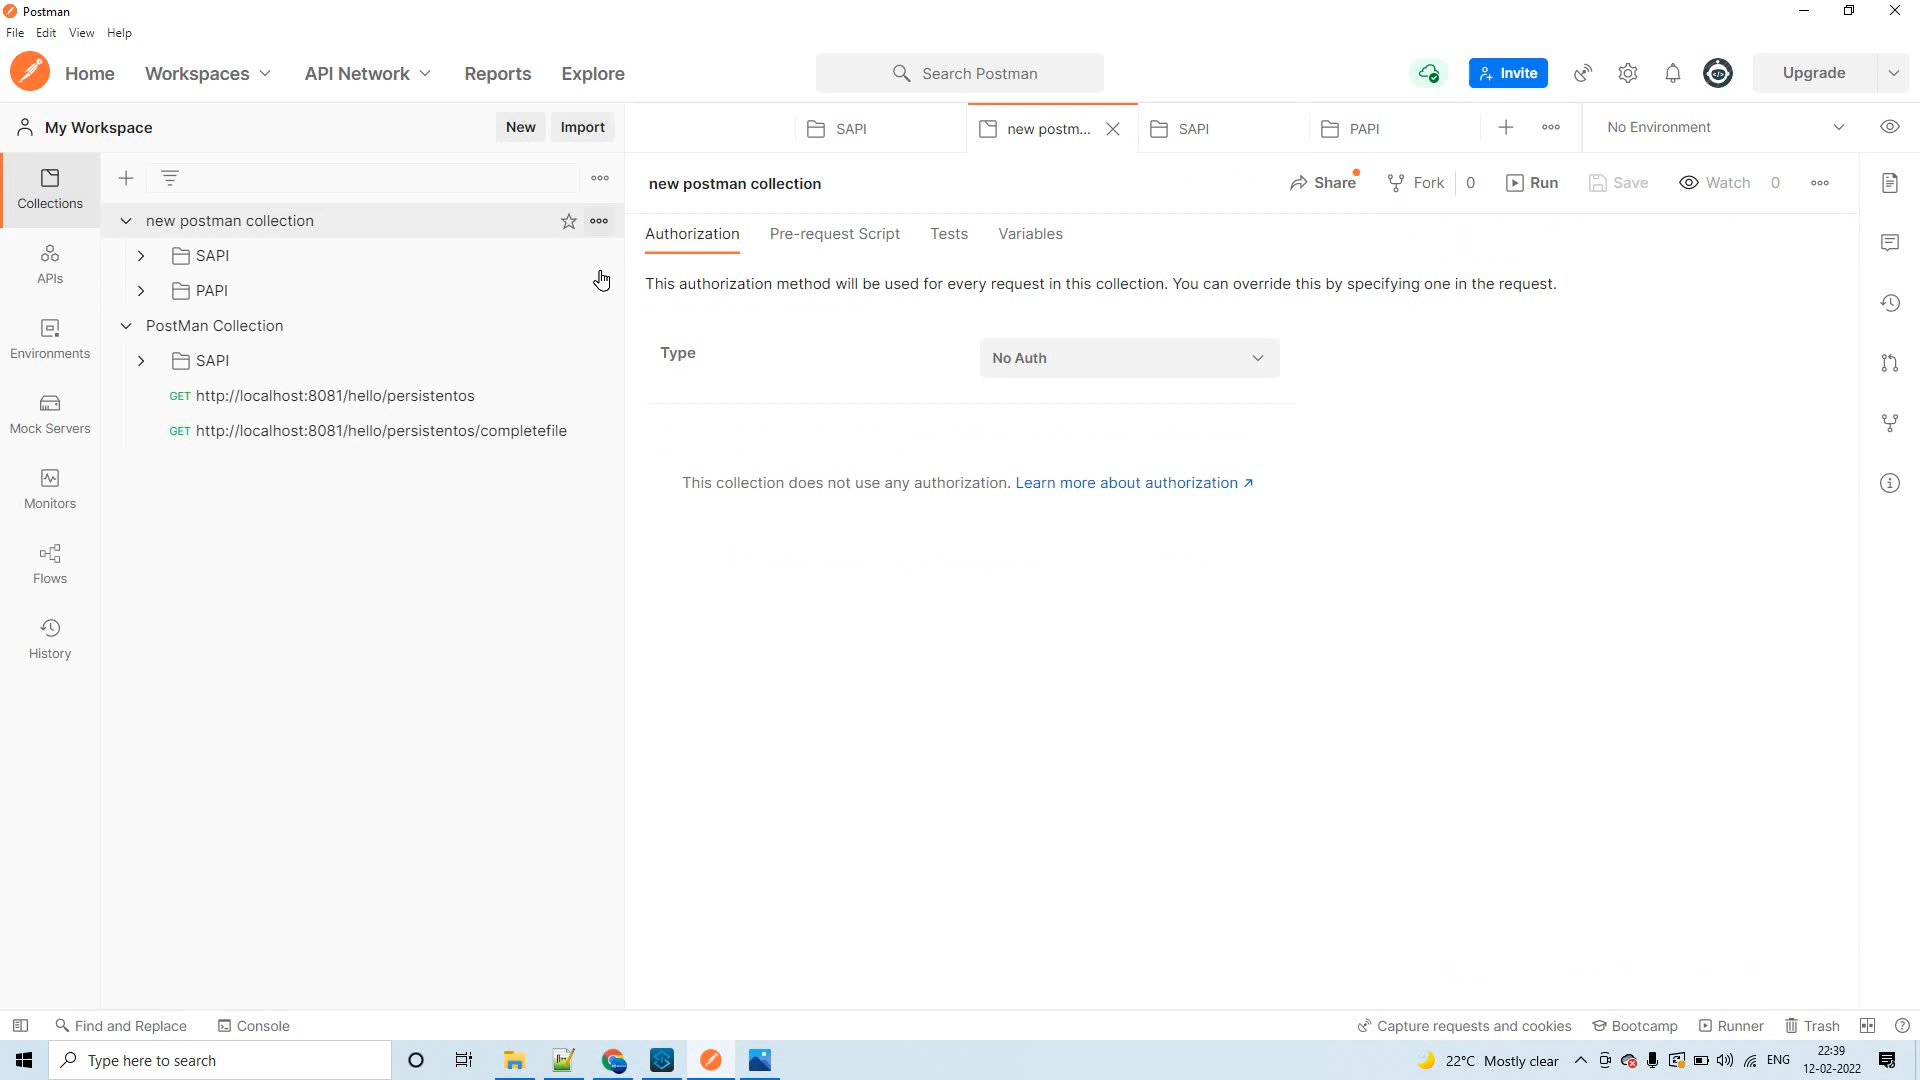 Postman
File Edit View Help
Home Workspaces API Network Reports Explore
Search Postman
Invite
Upgrade
My Workspace
New Import
SAPI
new postm...
SAPI
PAPI
No Environment
Collections
APIs
Environments
Mock Servers
Monitors
Flows
History
new postman collection
SAPI
PAPI
PostMan Collection
SAPI
GET http://localhost:8081/hello/persistentos
GET http://localhost:8081/hello/persistentos/completefile
new postman collection
Share Fork 0 Run Save Watch 0
Authorization Pre-request Script Tests Variables
This authorization method will be used for every request in this collection. You can override this by specifying one in the request.
Type No Auth
This collection does not use any authorization. Learn more about authorization
Find and Replace Console
Capture requests and cookies Bootcamp Runner Trash
Type here to search
22°C Mostly clear
ENG
22:39
12-02-2022